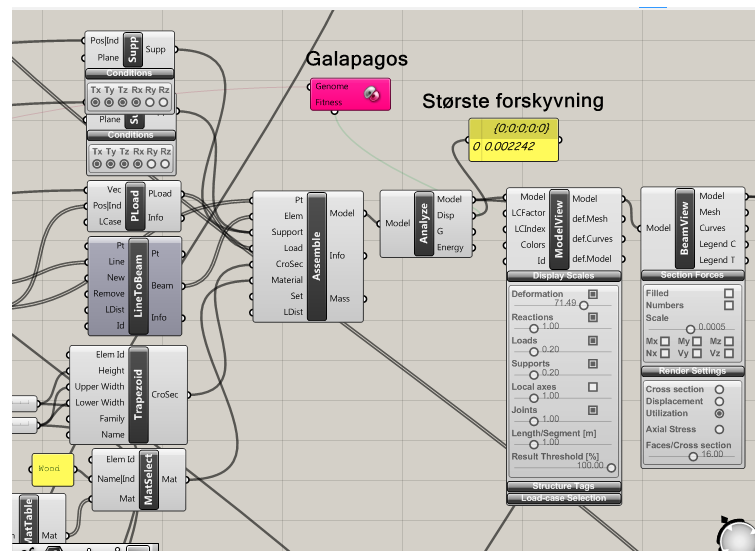 Pos|Ind
Plane
Supp
Supp
Conditions
Tx Ty Tz Rx Ry Rz
Plane
Conditions
Tx Ty Tz Rx Ry Rz
Galapagos
Genome
Fitness
Største forskyvning
{0;0;0;0;0}
0 0.002242
Vec
Pos|Ind
LCase
PLoad
PLoad
Info
Pt
Line
New
Remove
LDist
Id
LineToBeam
Pt
Beam
Info
Pt
Elem
Support
Load
CroSec
Material
Set
LDist
Assemble
Model
Info
Mass
Model
Analyze
Model
Disp
G
Energy
Model
LCFactor
LCIndex
Colors
Id
ModelView
Model
def.Mesh
def.Curves
def.Model
Display Scales
Deformation
71.49
Reactions
1.00
Loads
0.20
Supports
0.20
Local axes
1.00
Joints
1.00
Length/Segment [m]
1.00
Result Threshold [%]
100.00
Structure Tags
Load-case Selection
Model
BeamView
Model
Mesh
Curves
Legend C
Legend T
Section Forces
Filled
Numbers
Scale
0.0005
Mx My Mz
Nx Vy Vz
Render Settings
Cross section
Displacement
Utilization
Axial Stress
Faces/Cross section
16.00
Elem Id
Height
Upper Width
Lower Width
Family
Name
Trapezoid
CroSec
Wood
Elem Id
Name|Ind
Mat
MatSelect
Mat
MatTable
Mat